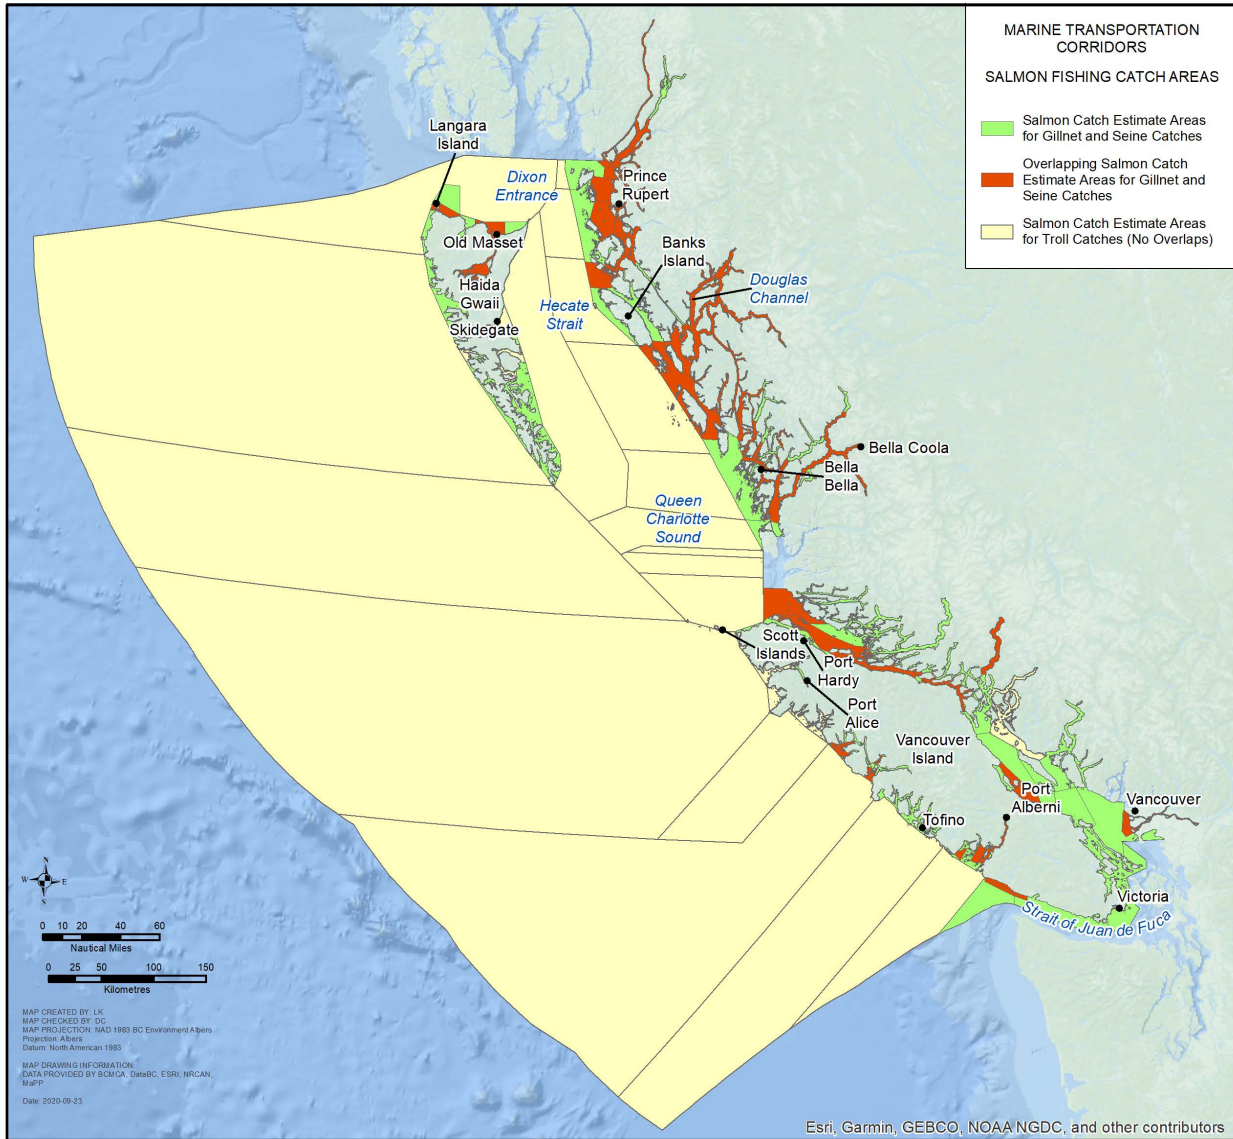 MARINE TRANSPORTATION
CORRIDORS
SALMON FISHING CATCH AREAS
Salmon Catch Estimate Areas
for Gillnet and Seine Catches
Overlapping Salmon Catch
Estimate Areas for Gillnet and
Seine Catches
Salmon Catch Estimate Areas
for Troll Catches (No Overlaps)
Langara
Island
Dixon
Entrance
Prince
Rupert
Old Masset
Banks
Island
Haida
Gwaii
Hecate
Strait
Douglas
Channel
Skidegate
Bella Coola
Bella
Bella
Queen
Charlotte
Sound
Scott
Islands
Port
Hardy
Port
Alice
Vancouver
Island
Port
Alberni
Vancouver
Tofino
Victoria
Strait of Juan de Fuca
N
W
E
S
0 10 20 40 60
Nautical Miles
0 25 50 100 150
Kilometres
MAP CREATED BY: LK
MAP CHECKED BY: DC
MAP PROJECTION: NAD 1983 BC Environment Albers
Projection: Albers
Datum: North American 1983
MAP DRAWING INFORMATION:
DATA PROVIDED BY BCMCA, DataBC, ESRI, NRCAN,
MaPP
Date: 2020-09-23
Esri, Garmin, GEBCO, NOAA NGDC, and other contributors